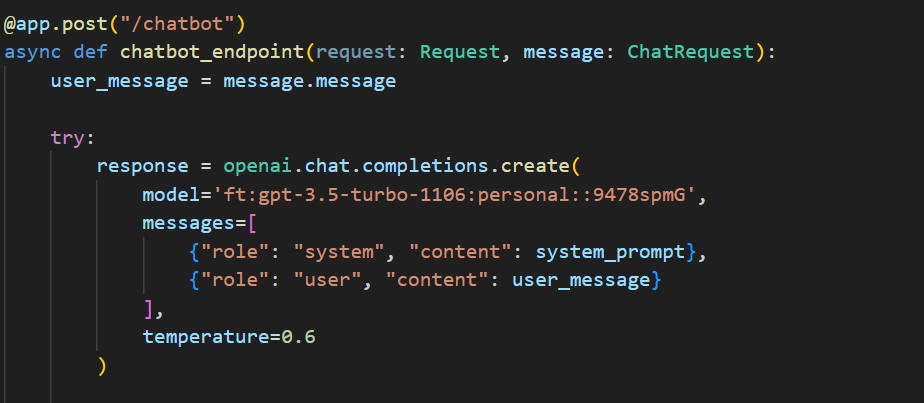 @app.post("/chatbot")
async def chatbot_endpoint(request: Request, message: ChatRequest):
    user_message = message.message
    try:
        response = openai.chat.completions.create(
            model='ft:gpt-3.5-turbo-1106:personal::9478spmG',
            messages=[
                {"role": "system", "content": system_prompt},
                {"role": "user", "content": user_message}
            ],
            temperature=0.6
        )